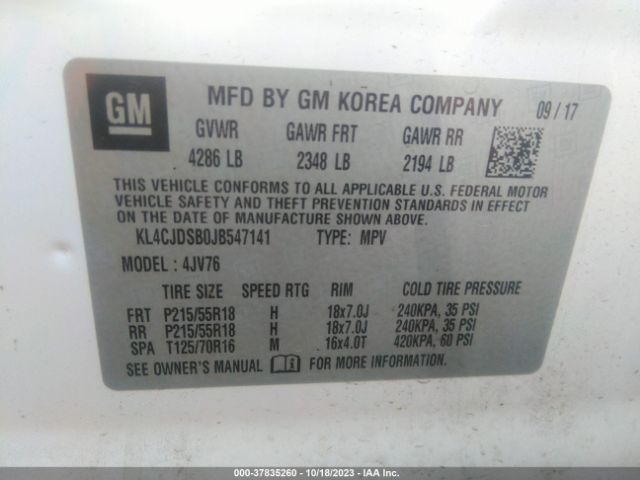 GM
MFD BY GM KOREA COMPANY 09/17
GVWR GAWR FRT GAWR RR
4286 LB 2348 LB 2194 LB
THIS VEHICLE CONFORMS TO ALL APPLICABLE U.S. FEDERAL MOTOR
VEHICLE SAFETY AND THEFT PREVENTION STANDARDS IN EFFECT
ON THE DATE OF MANUFACTURE SHOWN ABOVE.
KL4CJDSB0JB547141 TYPE: MPV
MODEL : 4JV76
TIRE SIZE SPEED RTG RIM COLD TIRE PRESSURE
FRT P215/55R18 H 18x7.0J 240KPA, 35 PSI
RR P215/55R18 H 18x7.0J 240KPA, 35 PSI
SPA T125/70R16 M 16x4.0T 420KPA, 60 PSI
SEE OWNER'S MANUAL FOR MORE INFORMATION.
000-37835260 - 10/18/2023 - IAA Inc.